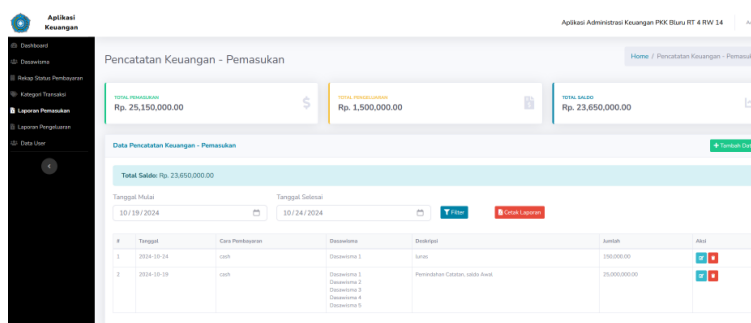 Aplikasi
Keuangan
Aplikasi Administrasi Keuangan PKK Bluru RT 4 RW 14
Dashboard
Dasawisma
Rekap Status Pembayaran
Kategori Transaksi
Laporan Pemasukan
Laporan Pengeluaran
Data User
Pencatatan Keuangan - Pemasukan
Home / Pencatatan Keuangan - Pemasuk
TOTAL PEMASUKAN
Rp. 25,150,000.00
TOTAL PENGELUARAN
Rp. 1,500,000.00
TOTAL SALDO
Rp. 23,650,000.00
Data Pencatatan Keuangan - Pemasukan
+ Tambah Dat
Total Saldo: Rp. 23,650,000.00
Tanggal Mulai
Tanggal Selesai
10/19/2024
10/24/2024
Filter
Cetak Laporan
# Tanggal Cara Pembayaran Dasawisma Deskripsi Jumlah Aksi
1 2024-10-24 cash Dasawisma 1 lunas 150,000.00
2 2024-10-19 cash Dasawisma 1 Pemindahan Catatan, saldo Awal 25,000,000.00
Dasawisma 2
Dasawisma 3
Dasawisma 4
Dasawisma 5